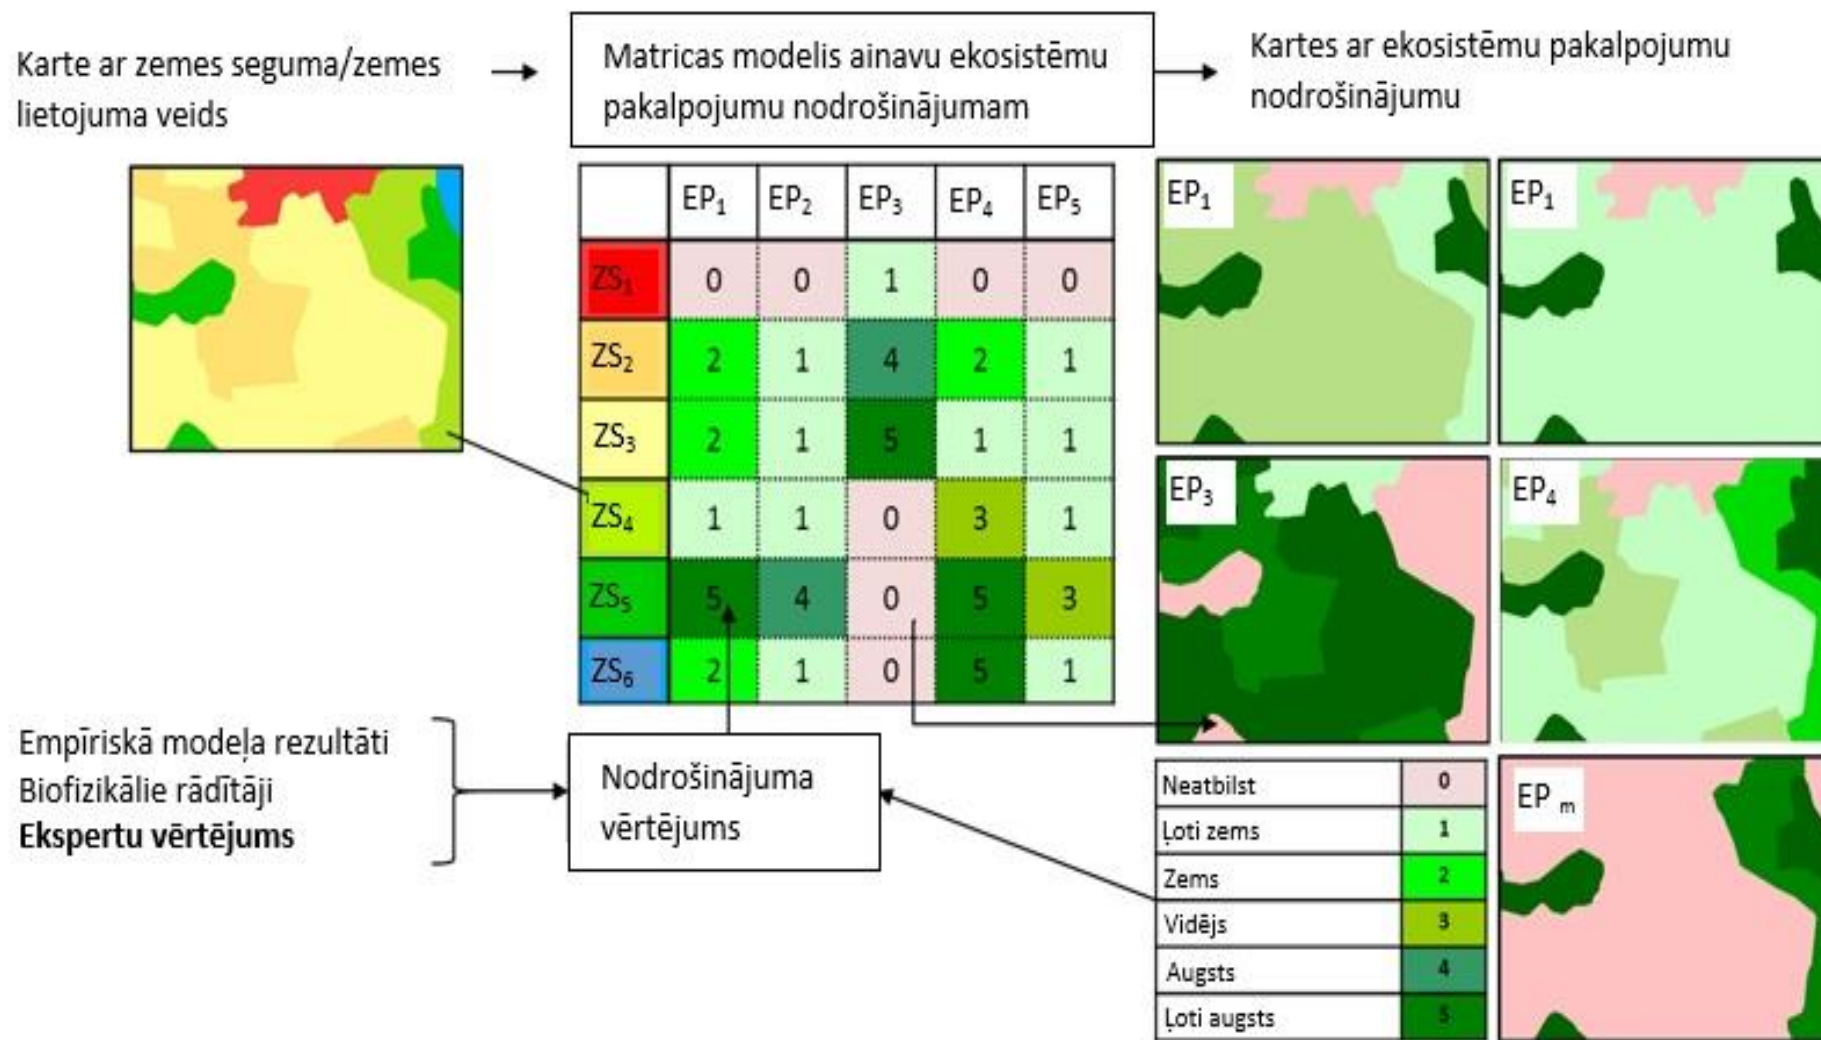 Karte ar zemes seguma/zemes
lietojuma veids
Matricas modelis ainavu ekosistēmu
pakalpojumu nodrošinājumam
Kartes ar ekosistēmu pakalpojumu
nodrošinājumu
EP₁ EP₂ EP₃ EP₄ EP₅
ZS₁ 0 0 1 0 0
ZS₂ 2 1 4 2 1
ZS₃ 2 1 5 1 1
ZS₄ 1 1 0 3 1
ZS₅ 5 4 0 5 3
ZS₆ 2 1 0 5 1
EP₁
EP₁
EP₃
EP₄
EP ₘ
Empīriskā modeļa rezultāti
Biofizikālie rādītāji
Ekspertu vērtējums
Nodrošinājuma
vērtējums
Neatbilst 0
Ļoti zems 1
Zems 2
Vidējs 3
Augsts 4
Ļoti augsts 5